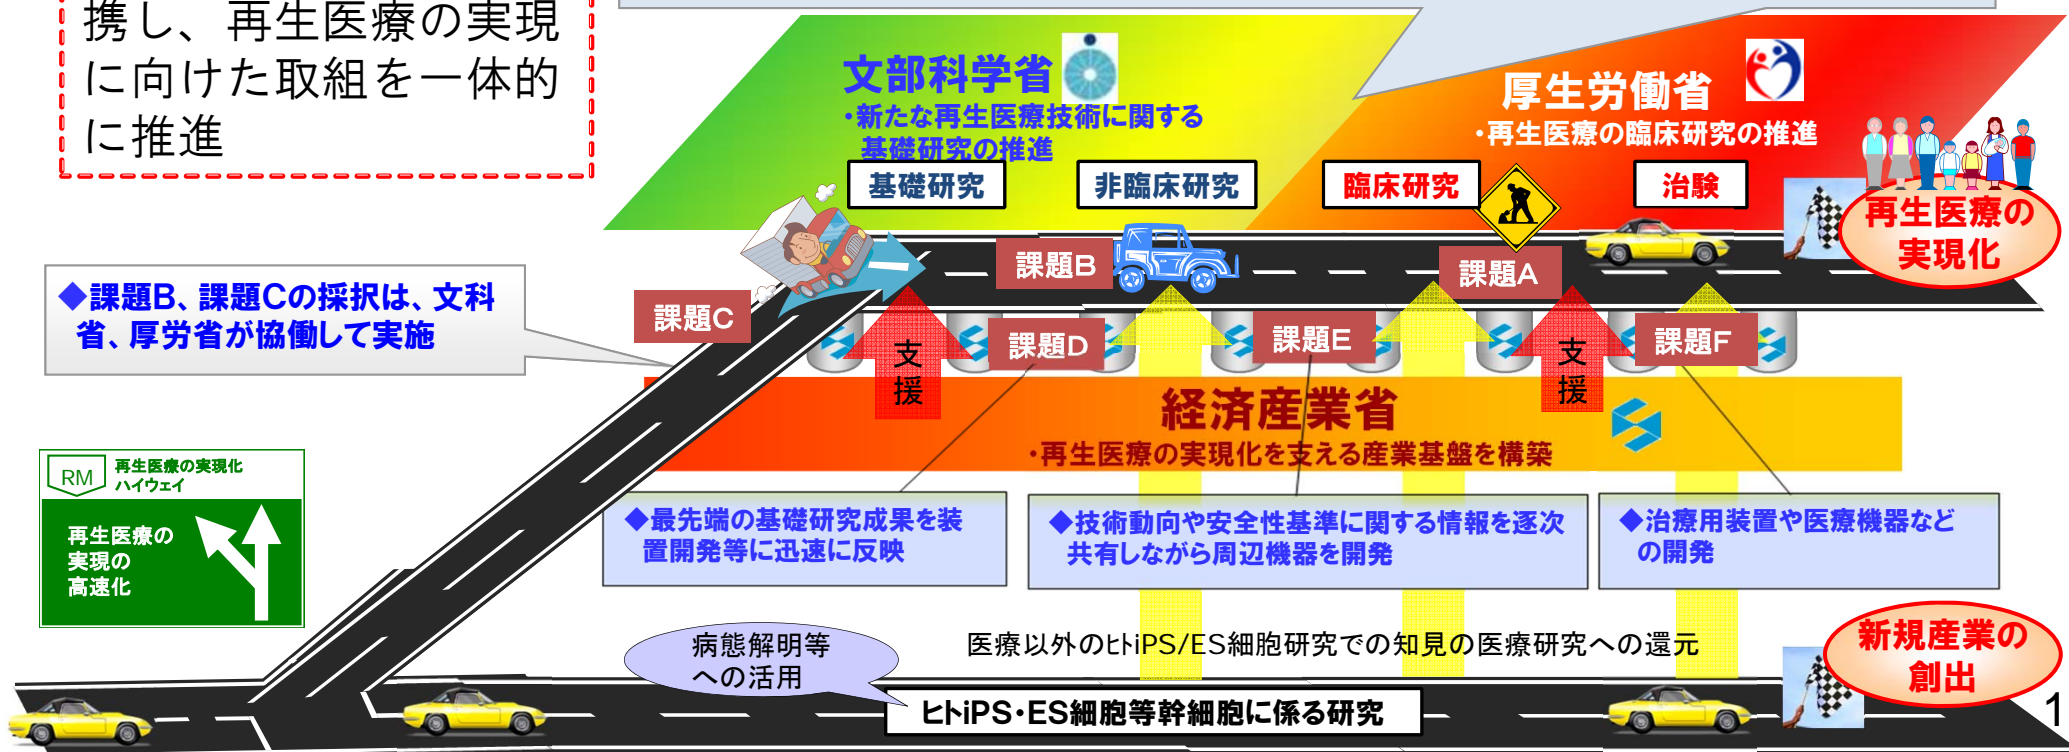 携し、再生医療の実現
に向けた取組を一体的
に推進
文部科学省
・新たな再生医療技術に関する
基礎研究の推進
厚生労働省
・再生医療の臨床研究の推進
基礎研究
非臨床研究
臨床研究
治験
再生医療の
実現化
課題B
課題A
◆課題B、課題Cの採択は、文科
省、厚労省が協働して実施
課題C
課題D
課題E
課題F
支援
支援
経済産業省
・再生医療の実現化を支える産業基盤を構築
RM
再生医療の実現化
ハイウェイ
再生医療の
実現の
高速化
◆最先端の基礎研究成果を装
置開発等に迅速に反映
◆技術動向や安全性基準に関する情報を逐次
共有しながら周辺機器を開発
◆治療用装置や医療機器など
の開発
病態解明等
への活用
医療以外のヒトiPS/ES細胞研究での知見の医療研究への還元
新規産業の
創出
ヒトiPS・ES細胞等幹細胞に係る研究
1